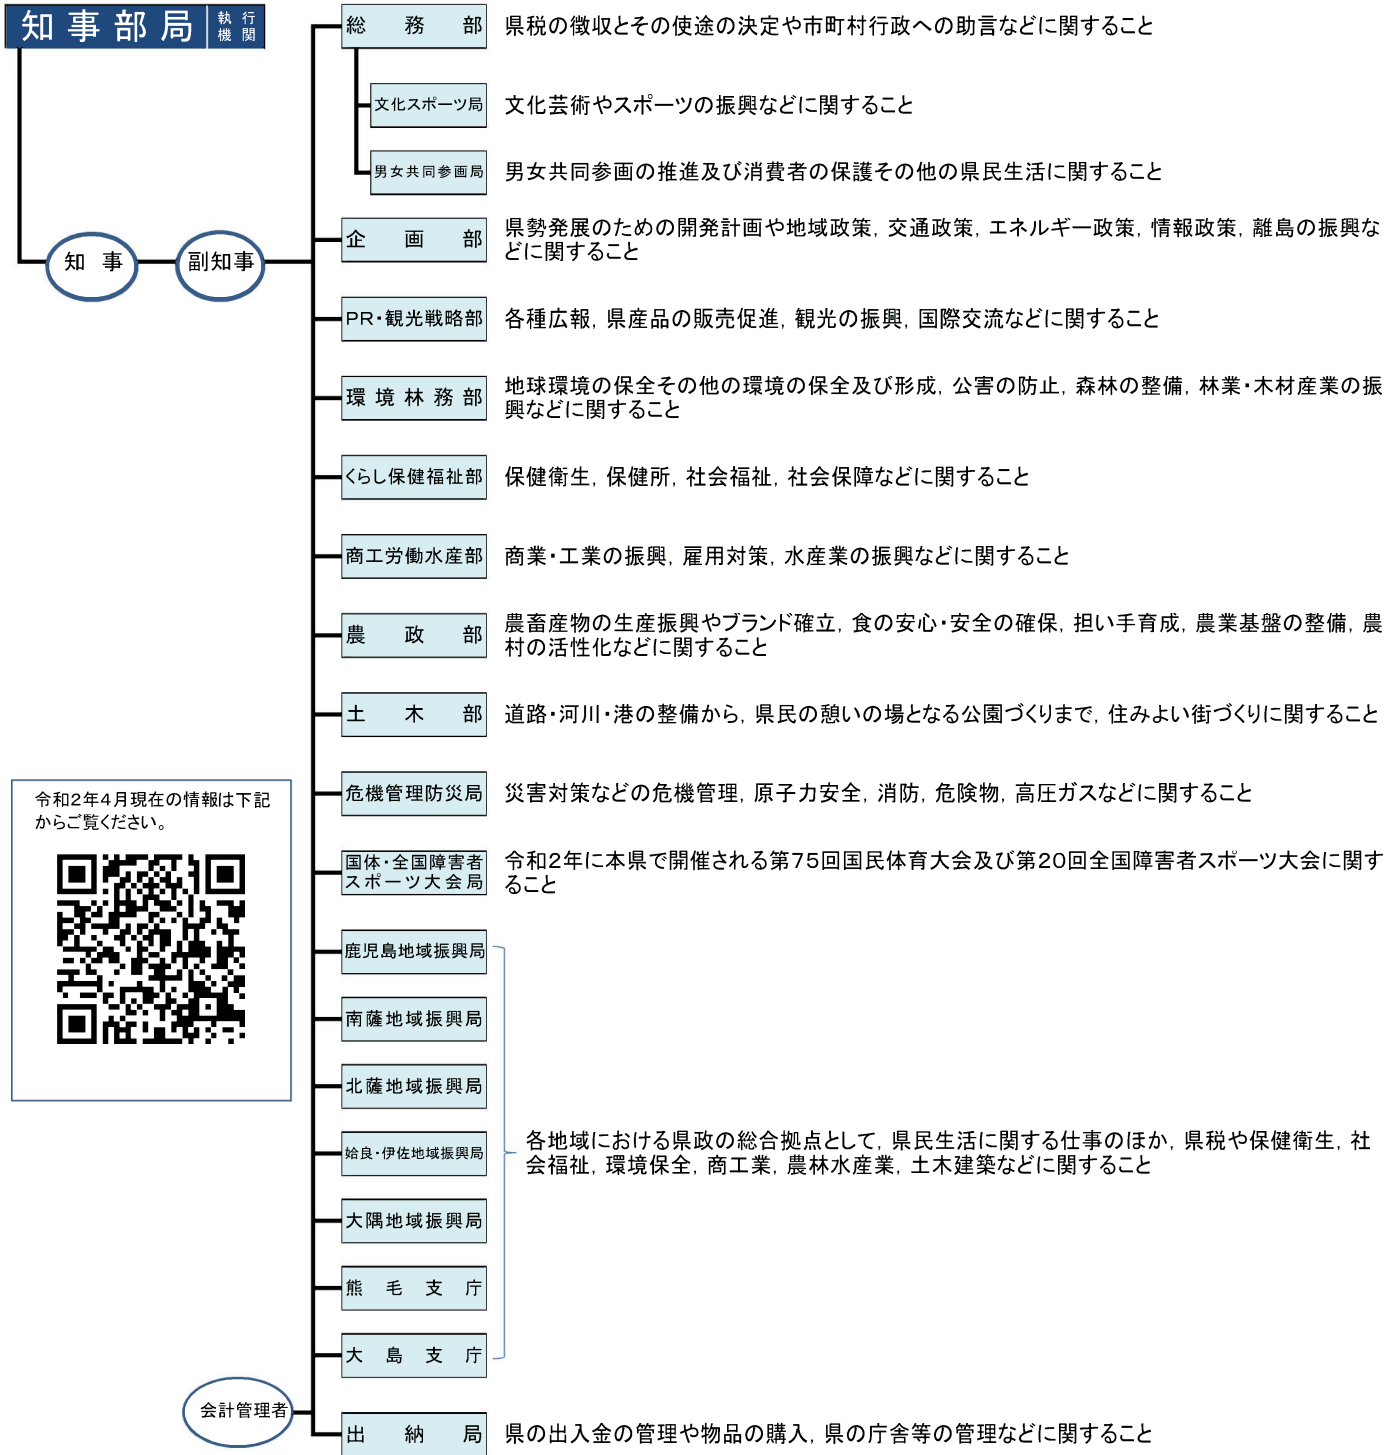 知事部局 執行機関
総務部 県税の徴収とその使途の決定や市町村行政への助言などに関すること
文化スポーツ局 文化芸術やスポーツの振興などに関すること
男女共同参画局 男女共同参画の推進及び消費者の保護その他の県民生活に関すること
知事
副知事
企画部 県勢発展のための開発計画や地域政策，交通政策，エネルギー政策，情報政策，離島の振興な
どに関すること
PR・観光戦略部 各種広報，県産品の販売促進，観光の振興，国際交流などに関すること
環境林務部 地球環境の保全その他の環境の保全及び形成，公害の防止，森林の整備，林業・木材産業の振
興などに関すること
くらし保健福祉部 保健衛生，保健所，社会福祉，社会保障などに関すること
商工労働水産部 商業・工業の振興，雇用対策，水産業の振興などに関すること
農政部 農畜産物の生産振興やブランド確立，食の安心・安全の確保，担い手育成，農業基盤の整備，農
村の活性化などに関すること
土木部 道路・河川・港の整備から，県民の憩いの場となる公園づくりまで，住みよい街づくりに関すること
危機管理防災局 災害対策などの危機管理，原子力安全，消防，危険物，高圧ガスなどに関すること
令和2年4月現在の情報は下記
からご覧ください。
国体・全国障害者
スポーツ大会局
令和2年に本県で開催される第75回国民体育大会及び第20回全国障害者スポーツ大会に関す
ること
鹿児島地域振興局
南薩地域振興局
北薩地域振興局
姶良・伊佐地域振興局
大隅地域振興局
熊毛支庁
大島支庁
各地域における県政の総合拠点として，県民生活に関する仕事のほか，県税や保健衛生，社
会福祉，環境保全，商工業，農林水産業，土木建築などに関すること
会計管理者
出納局 県の出入金の管理や物品の購入，県の庁舎等の管理などに関すること